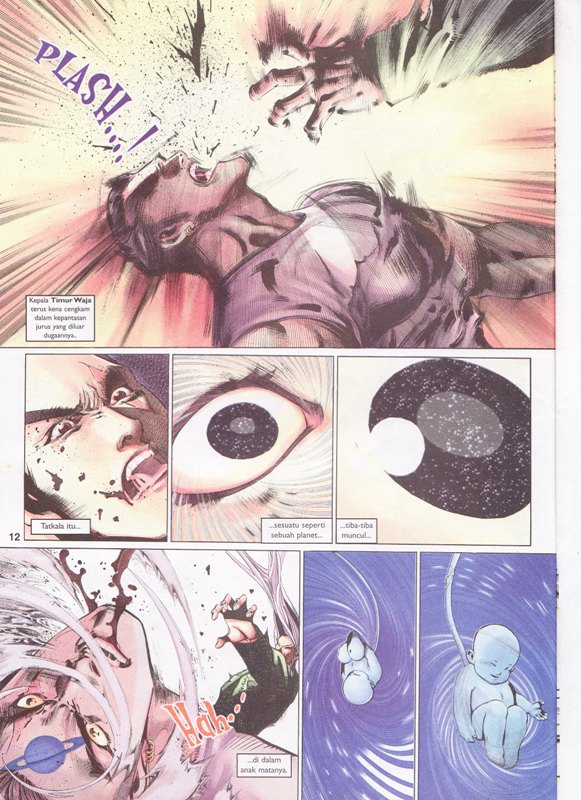 PLASH...!
Kepala Timur Waja
terus kena cengkam
dalam kepantasan
jurus yang diluar
dugaannya..
Tatkala itu...
...sesuatu seperti
sebuah planet...
...tiba-tiba
muncul...
12
Hah...
...di dalam
anak matanya.